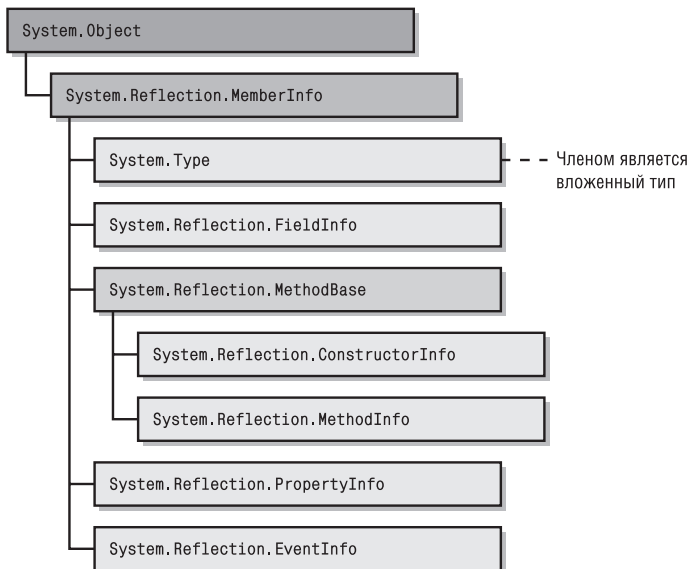 System.Object
System.Reflection.MemberInfo
System.Type
Членом является
вложенный тип
System.Reflection.FieldInfo
System.Reflection.MethodBase
System.Reflection.ConstructorInfo
System.Reflection.MethodInfo
System.Reflection.PropertyInfo
System.Reflection.EventInfo